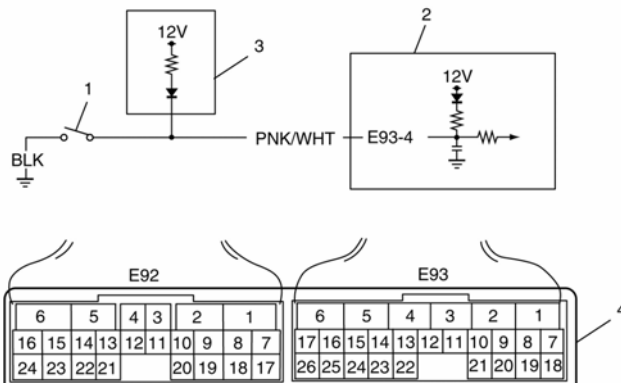 2
12V
3
12V
1
PNK/WHT
E93-4
BLK
E92
E93
6 5 4 3 2 1
6 5 4 3 2 1
4
16 15 14 13 12 11 10 9 8 7
17 16 15 14 13 12 11 10 9 8 7
24 23 22 21 20 19 18 17
26 25 24 23 22 21 20 19 18